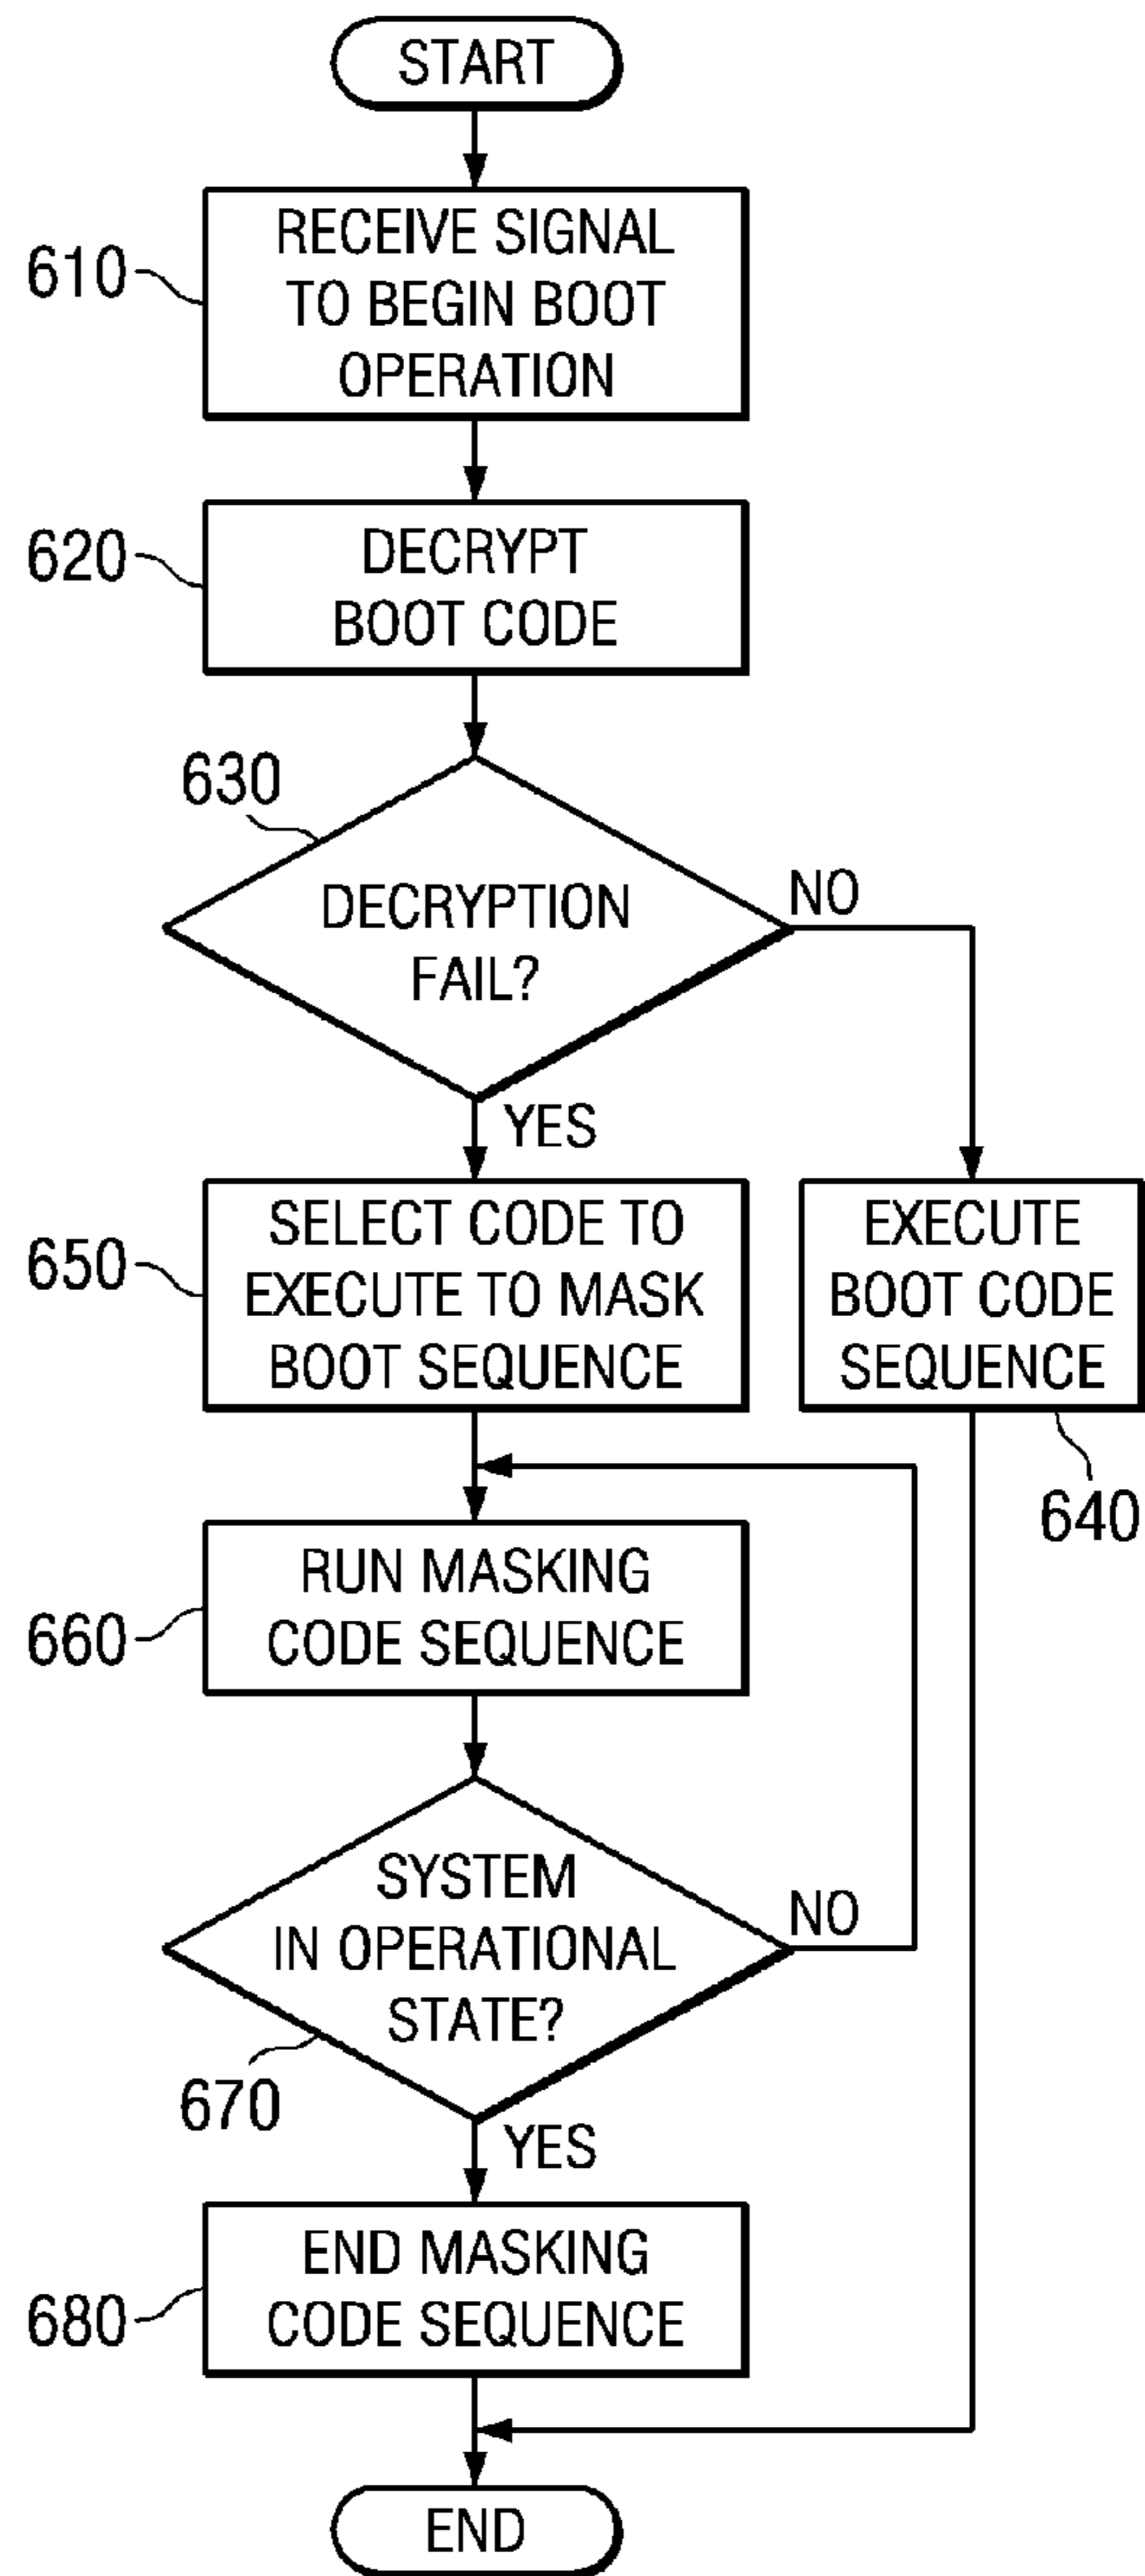 START
610
RECEIVE SIGNAL
TO BEGIN BOOT
OPERATION
620
DECRYPT
BOOT CODE
630
DECRYPTION
FAIL?
NO
YES
650
SELECT CODE TO
EXECUTE TO MASK
BOOT SEQUENCE
EXECUTE
BOOT CODE
SEQUENCE
640
660
RUN MASKING
CODE SEQUENCE
SYSTEM
IN OPERATIONAL
STATE?
NO
670
YES
680
END MASKING
CODE SEQUENCE
END